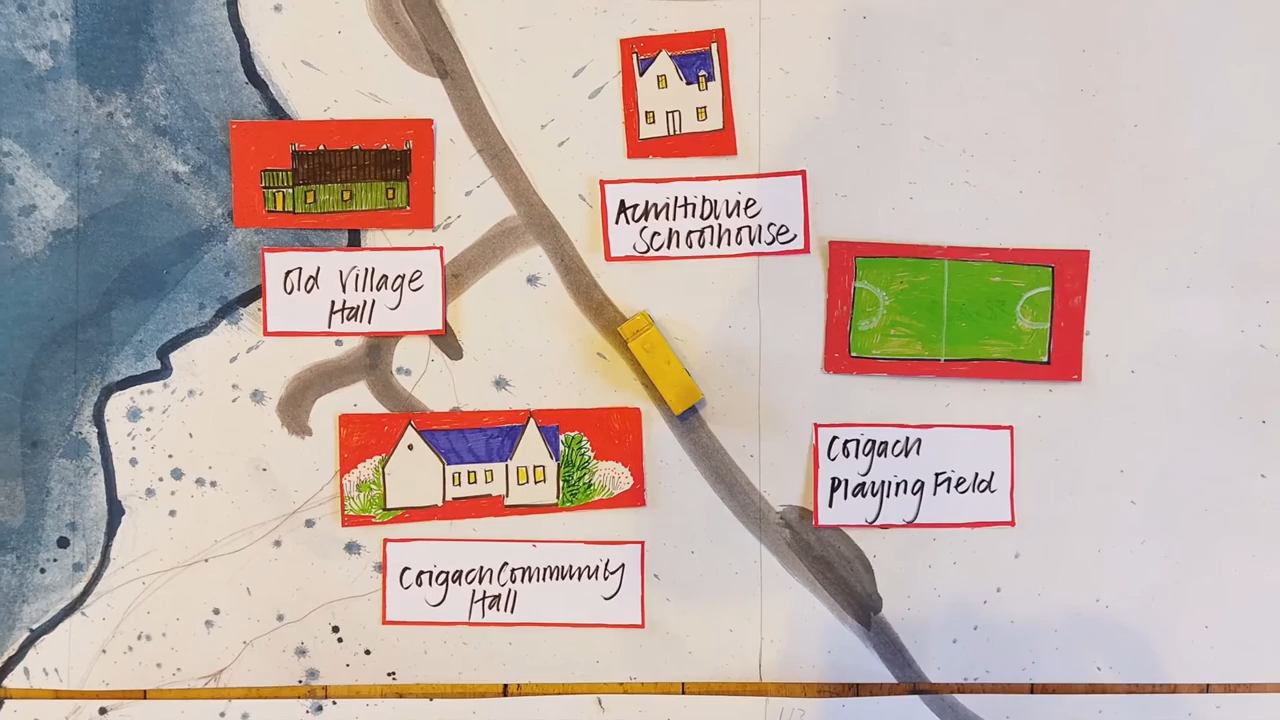 Achiltibuie
Schoolhouse
Old Village
Hall
Coigach
Playing Field
Coigach Community
Hall